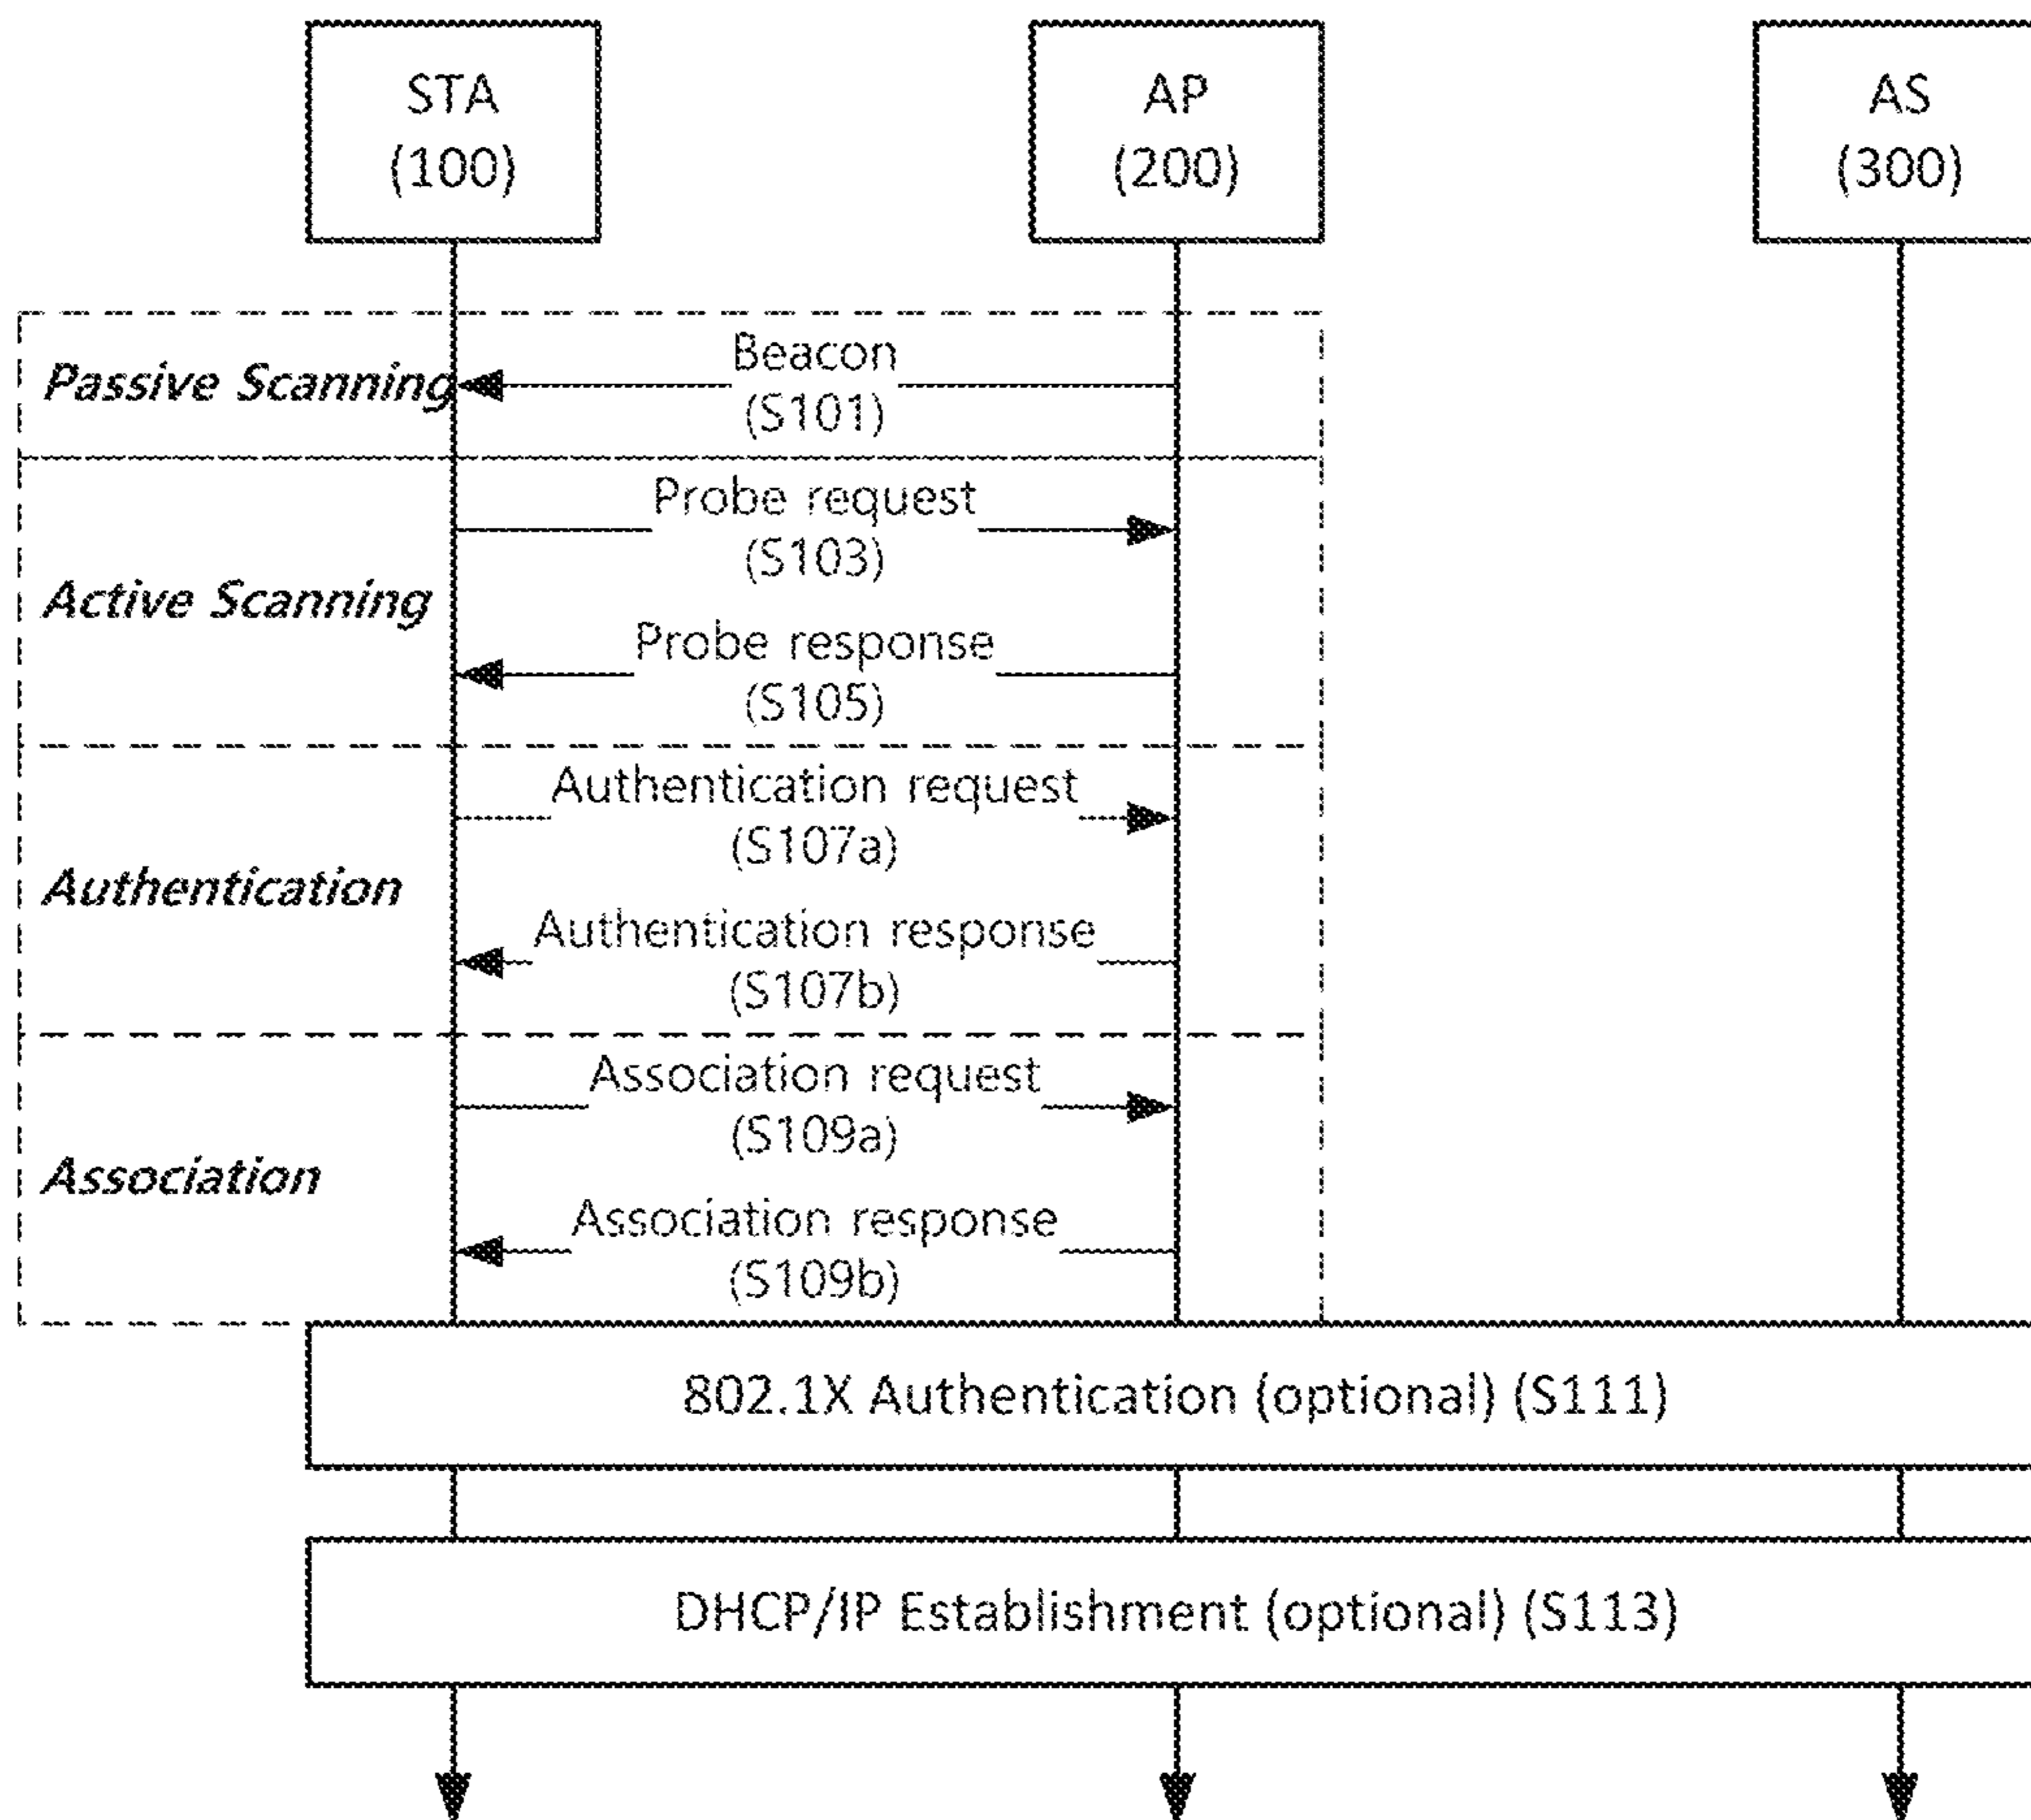 STA
(100)
AP
(200)
AS
(300)
Passive Scanning
Beacon
(S101)
Active Scanning
Probe request
(S103)
Probe response
(S105)
Authentication
Authentication request
(S107a)
Authentication response
(S107b)
Association
Association request
(S109a)
Association response
(S109b)
802.1X Authentication (optional) (S111)
DHCP/IP Establishment (optional) (S113)